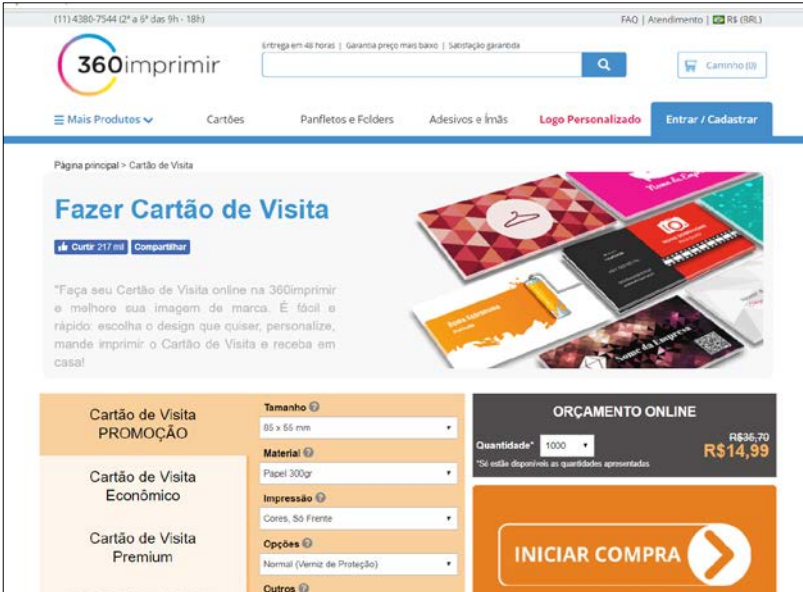 (11) 4380-7544 (2ª a 6ª das 9h - 18h)
FAQ | Atendimento | R$ (BRL)
360imprimir
Entrega em 48 horas | Garantia preço mais baixo | Satisfação garantida
Carrinho (0)
Mais Produtos
Cartões
Panfletos e Folders
Adesivos e Ímãs
Logo Personalizado
Entrar / Cadastrar
Página principal > Cartão de Visita
Fazer Cartão de Visita
Curtir 217 mil Compartilhar
"Faça seu Cartão de Visita online na 360imprimir
e melhore sua imagem de marca. É fácil e
rápido: escolha o design que quiser, personalize,
mande imprimir o Cartão de Visita e receba em
casa!
Nome da Empresa
Cartão de Visita
PROMOÇÃO
Cartão de Visita
Econômico
Cartão de Visita
Premium
Tamanho
85 x 55 mm
Material
Papel 300gr
Impressão
Cores, Só Frente
Opções
Normal (Verniz de Proteção)
Outros
ORÇAMENTO ONLINE
Quantidade* 1000
R$36,70
R$14,99
*Só estão disponíveis as quantidades apresentadas
INICIAR COMPRA